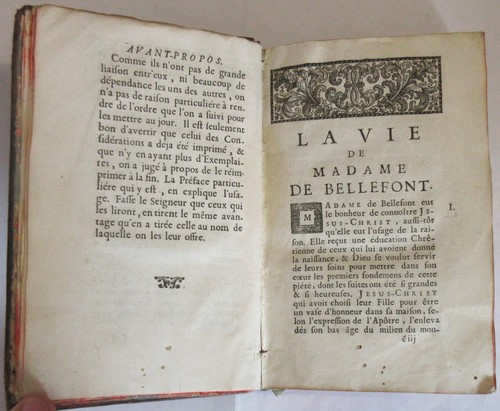 AVANT-PROPOS.
Comme ils n'ont pas de grande
liaison entr'eux, ni beaucoup de
dépendance les uns des autres, on
n'a pas de raison particuliére à ren-
dre de l'ordre que l'on a suivi pour
les mettre au jour. Il est seulement
bon d'avertir que celui des Con-
sidérations a déja été imprimé, &
que n'y en ayant plus d'Exemplai-
res, on a jugé à propos de le réim-
primer à la fin. La Préface particu-
liére qui y est, en explique l'usa-
ge. Fasse le Seigneur que ceux qui
les liront, en tirent le même avan-
tage qu'en a tirée celle au nom de
laquelle on les leur offre.
LA VIE
DE
MADAME
DE BELLEFONT.
MADAME de Bellefont eut
le bonheur de connoître JE-
SUS-CHRIST, aussi-tôt
qu'elle eut l'usage de la rai-
son. Elle reçut une éducation Chrê-
tienne de ceux qui lui avoient donné
la naissance, & Dieu se voulut servir
de leurs soins pour mettre dans son
cœur les premiers fondemens de cette
piété, dont les suites ont été si grandes
& si heureuses. JESUS-CHRIST
qui avoit choisi leur Fille pour être
un vase d'honneur dans sa maison, se-
lon l'expression de l'Apôtre, l'enleva
dés son bas âge du milieu du mon-
I.
ẽiij